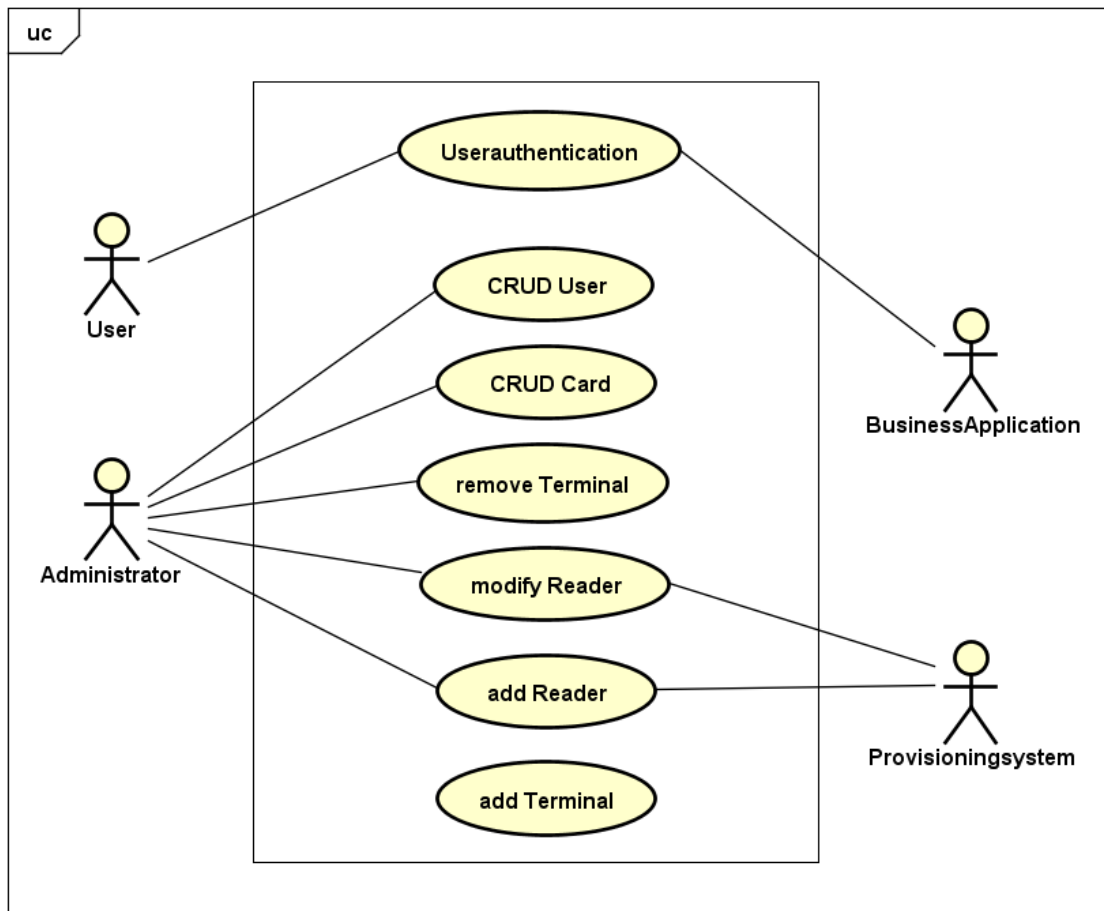 uc
Userauthentication
CRUD User
User
CRUD Card
BusinessApplication
remove Terminal
Administrator
modify Reader
add Reader
Provisioningsystem
add Terminal